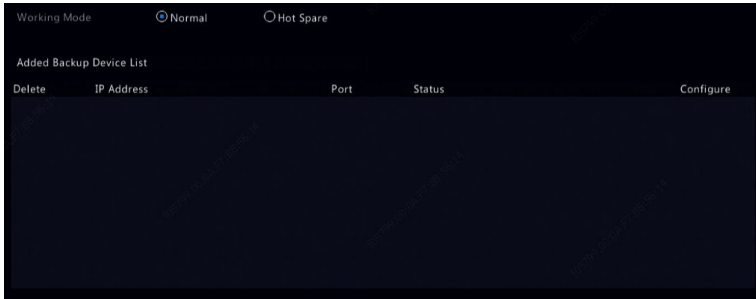 Working Mode Normal Hot Spare
Added Backup Device List
Delete IP Address Port Status Configure